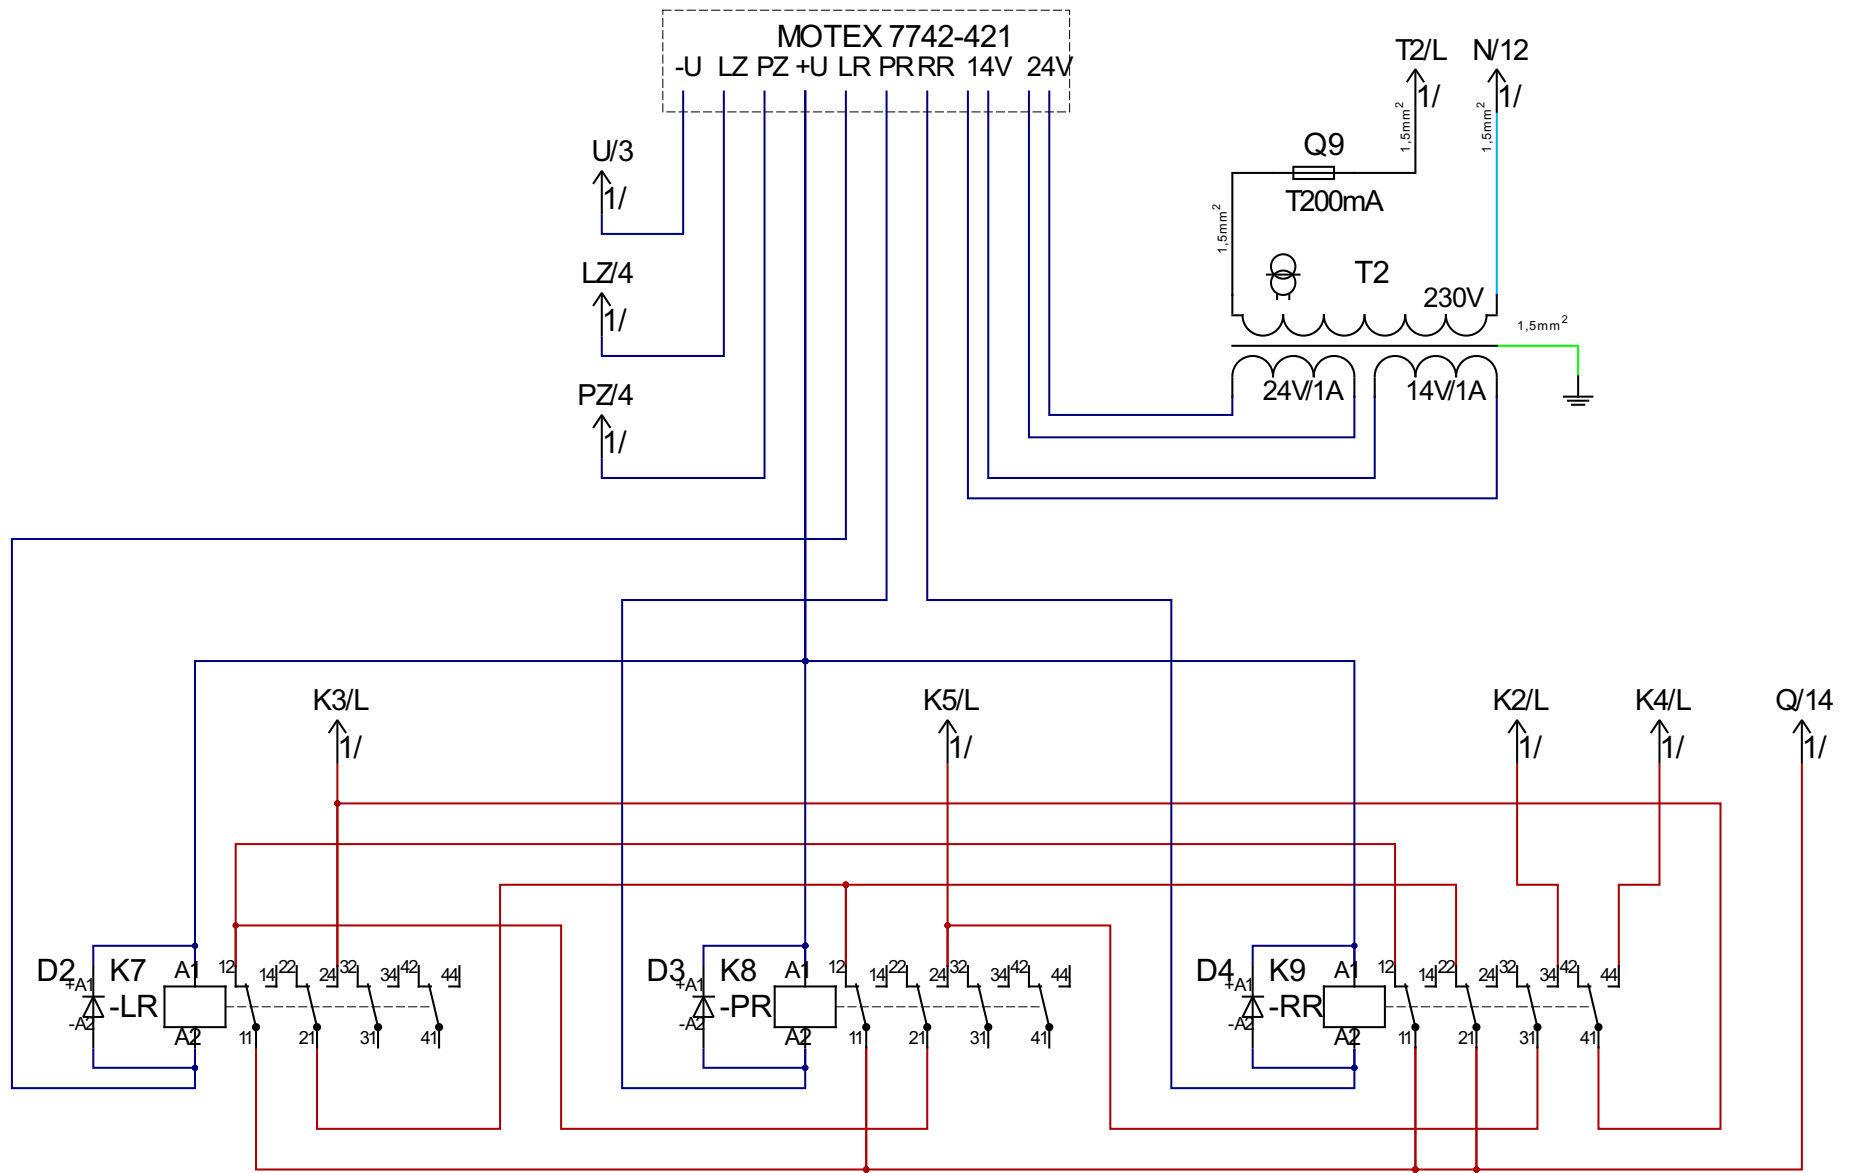 MOTEX 7742-421
-U LZ PZ +U LR PR RR 14V 24V
T2/L N/12
1/ 1/
1,5mm² 1,5mm²
U/3
1/
Q9
T200mA
1,5mm²
LZ/4
1/
T2
230V
1,5mm²
PZ/4
1/
24V/1A 14V/1A
K3/L K5/L K2/L K4/L Q/14
1/ 1/ 1/ 1/ 1/
D2 +A1 -A2 K7 -LR A1 A2 12 14 22 24 32 34 42 44
11 21 31 41
D3 +A1 -A2 K8 -PR A1 A2 12 14 22 24 32 34 42 44
11 21 31 41
D4 +A1 -A2 K9 -RR A1 A2 12 14 22 24 32 34 42 44
11 21 31 41